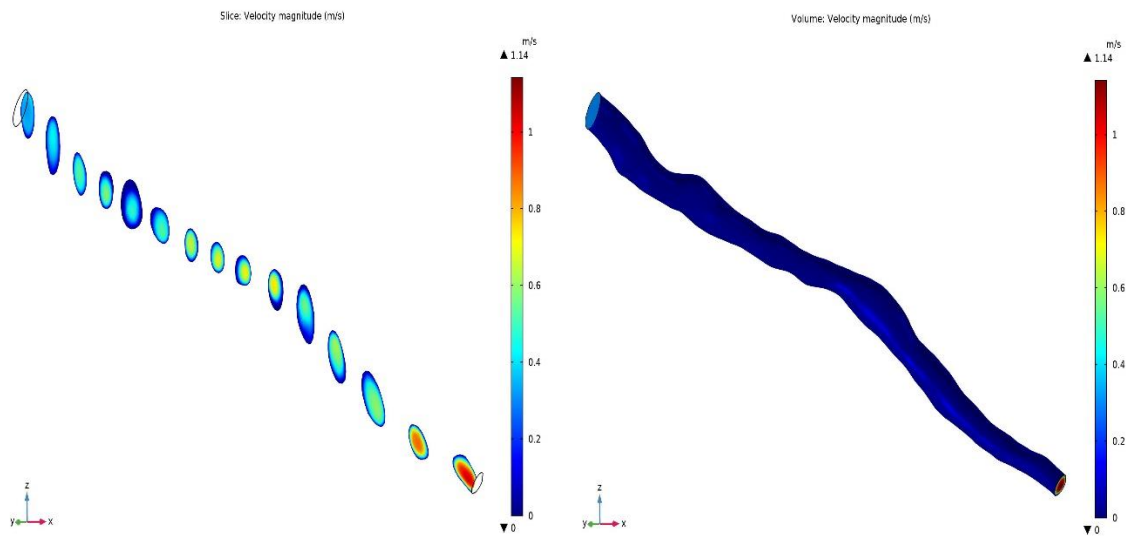 Slice: Velocity magnitude (m/s)
m/s
▲ 1.14
1
0.8
0.6
0.4
0.2
0
▼ 0
z
y
x
Volume: Velocity magnitude (m/s)
m/s
▲ 1.14
1
0.8
0.6
0.4
0.2
0
▼ 0
z
y
x